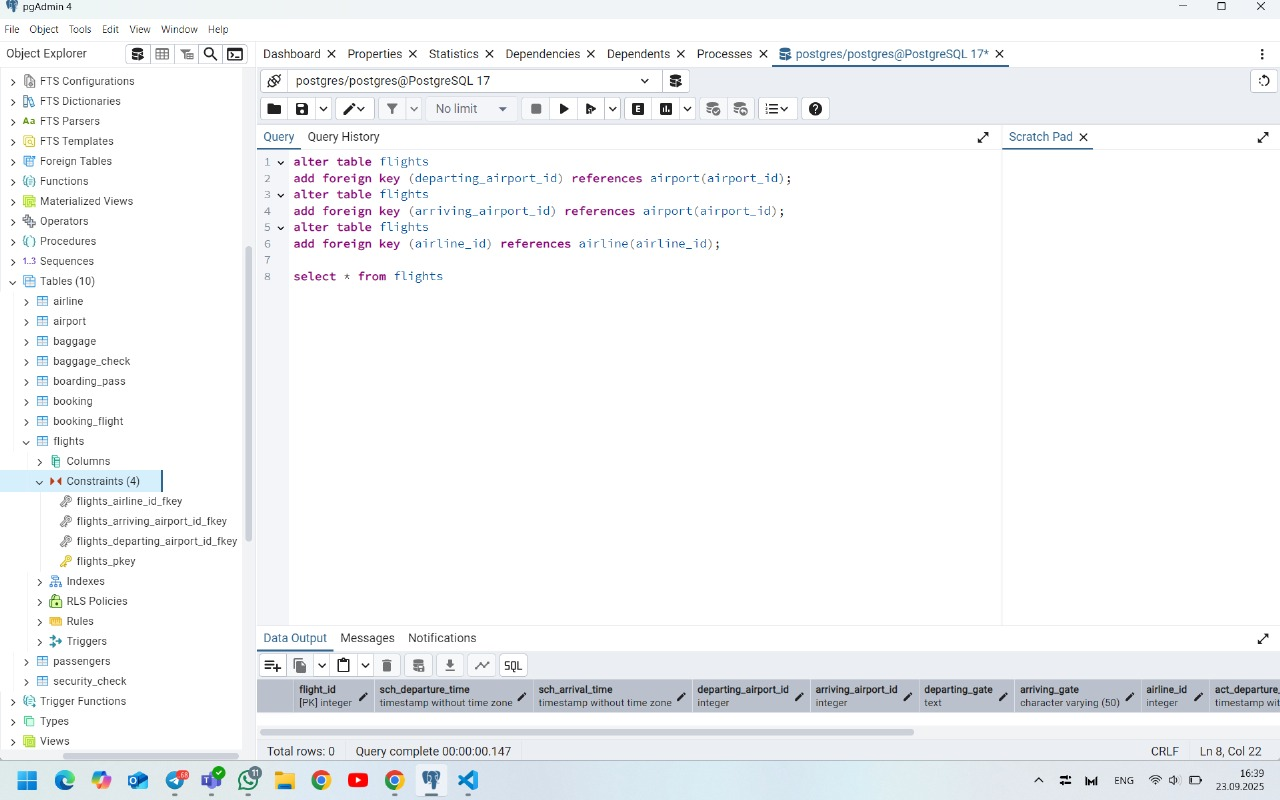 pgAdmin 4
File Object Tools Edit View Window Help
Object Explorer
Dashboard Properties Statistics Dependencies Dependents Processes postgres/postgres@PostgreSQL 17*
postgres/postgres@PostgreSQL 17
No limit
E
Query Query History
Scratch Pad
FTS Configurations
FTS Dictionaries
Aa FTS Parsers
FTS Templates
Foreign Tables
Functions
Materialized Views
Operators
Procedures
1..3 Sequences
Tables (10)
airline
airport
baggage
baggage_check
boarding_pass
booking
booking_flight
flights
Columns
Constraints (4)
flights_airline_id_fkey
flights_arriving_airport_id_fkey
flights_departing_airport_id_fkey
flights_pkey
Indexes
RLS Policies
Rules
Triggers
passengers
security_check
Trigger Functions
Types
Views
1 alter table flights
2 add foreign key (departing_airport_id) references airport(airport_id);
3 alter table flights
4 add foreign key (arriving_airport_id) references airport(airport_id);
5 alter table flights
6 add foreign key (airline_id) references airline(airline_id);
7
8 select * from flights
Data Output Messages Notifications
SQL
flight_id sch_departure_time sch_arrival_time departing_airport_id arriving_airport_id departing_gate arriving_gate airline_id act_departure_
[PK] integer timestamp without time zone timestamp without time zone integer integer text character varying (50) integer timestamp wit
Total rows: 0 Query complete 00:00:00.147 CRLF Ln 8, Col 22
68 11 ENG 16:39
23.09.2025